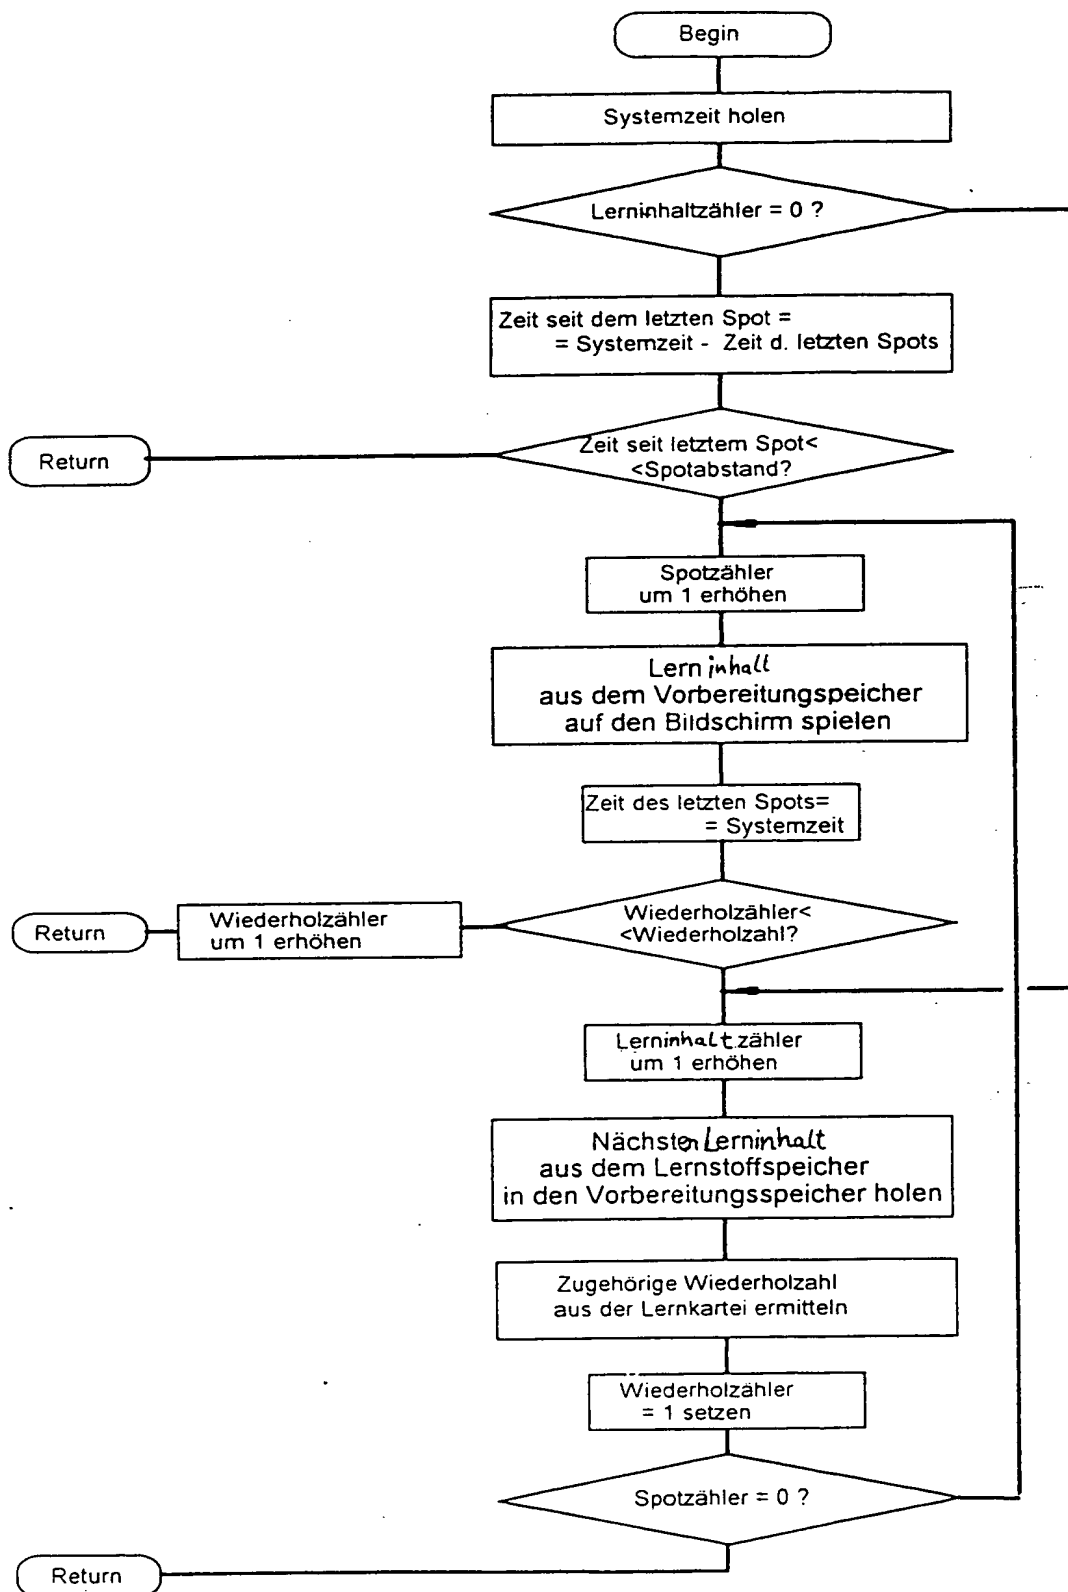 Begin
Systemzeit holen
Lerninhaltzähler = 0 ?
Zeit seit dem letzten Spot =
= Systemzeit - Zeit d. letzten Spots
Zeit seit letztem Spot<
<Spotabstand?
Return
Spotzähler
um 1 erhöhen
Lerninhalt
aus dem Vorbereitungspeicher
auf den Bildschirm spielen
Zeit des letzten Spots=
= Systemzeit
Wiederholzähler<
<Wiederholzahl?
Wiederholzähler
um 1 erhöhen
Return
Lerninhaltzähler
um 1 erhöhen
Nächsten Lerninhalt
aus dem Lernstoffspeicher
in den Vorbereitungsspeicher holen
Zugehörige Wiederholzahl
aus der Lernkartei ermitteln
Wiederholzähler
= 1 setzen
Spotzähler = 0 ?
Return